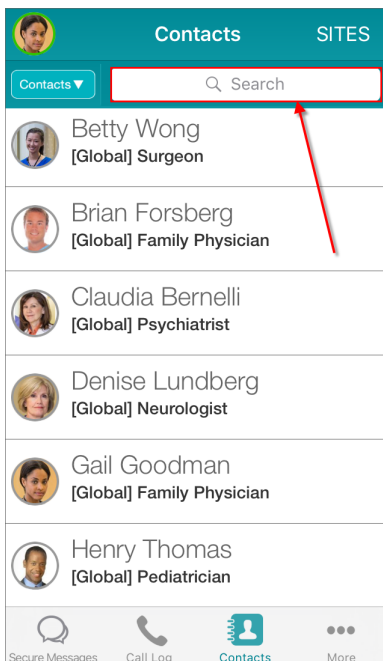 Contacts SITES
Contacts▼ Search
Betty Wong
[Global] Surgeon
Brian Forsberg
[Global] Family Physician
Claudia Bernelli
[Global] Psychiatrist
Denise Lundberg
[Global] Neurologist
Gail Goodman
[Global] Family Physician
Henry Thomas
[Global] Pediatrician
Secure Messages Call Log Contacts More